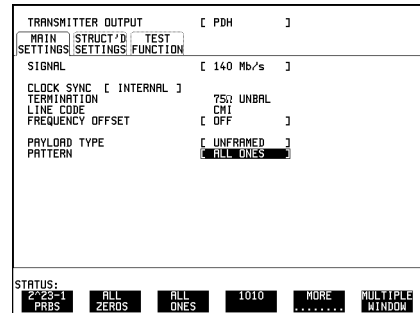 TRANSMITTER OUTPUT [ PDH ]
MAIN SETTINGS STRUCT'D SETTINGS TEST FUNCTION
SIGNAL [ 140 Mb/s ]
CLOCK SYNC [ INTERNAL ]
TERMINATION 75Ω UNBAL
LINE CODE CMI
FREQUENCY OFFSET [ OFF ]
PAYLOAD TYPE [ UNFRAMED ]
PATTERN [ ALL ONES ]
STATUS:
2^23-1 PRBS ALL ZEROS ALL ONES 1010 MORE ........ MULTIPLE WINDOW